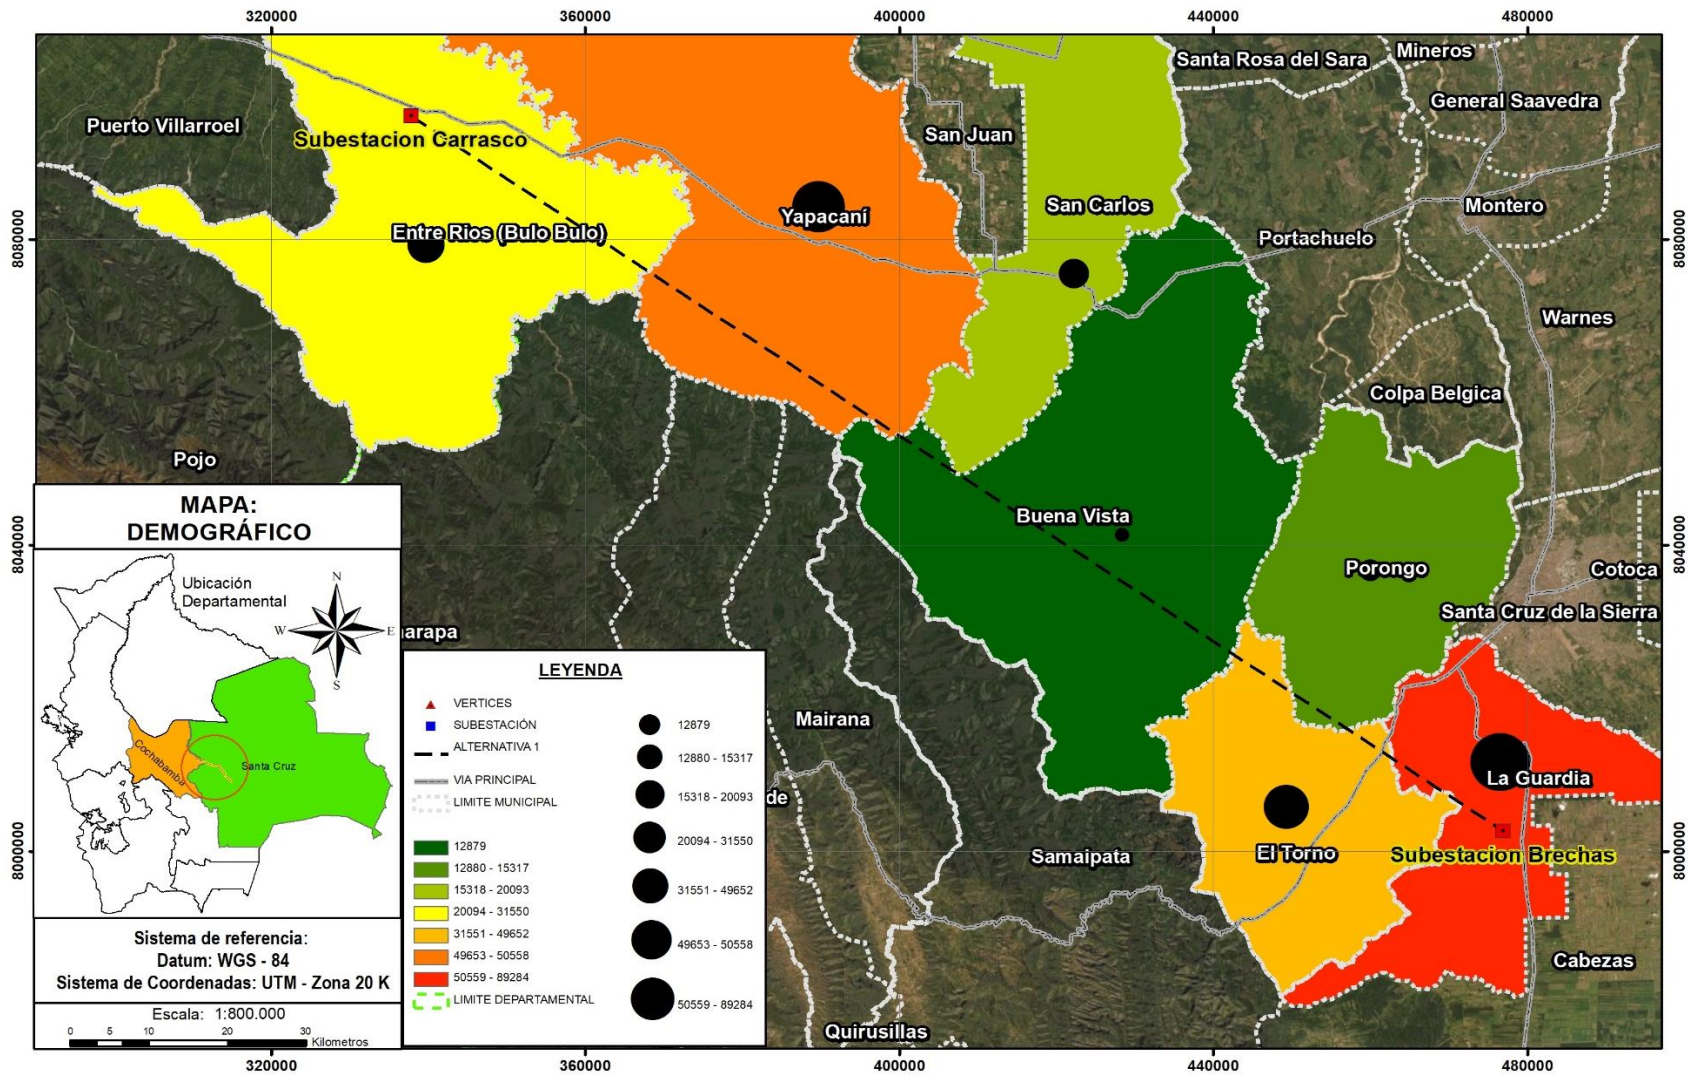 320000
360000
400000
440000
480000
Santa Rosa del Sara
Mineros
General Saavedra
Puerto Villarroel
Subestacion Carrasco
San Juan
Yapacaní
San Carlos
Montero
Entre Rios (Bulo Bulo)
Portachuelo
8080000
8080000
Warnes
Colpa Belgica
Pojo
Buena Vista
8040000
8040000
Porongo
Cotoca
Santa Cruz de la Sierra
arapa
Mairana
de
La Guardia
Samaipata
El Torno
Subestacion Brechas
8000000
8000000
Cabezas
Quirusillas
MAPA:
DEMOGRÁFICO
Ubicación
Departamental
N
W
E
S
Cochabamba
Santa Cruz
Sistema de referencia:
Datum: WGS - 84
Sistema de Coordenadas: UTM - Zona 20 K
Escala: 1:800.000
0 5 10 20 30
Kilometros
LEYENDA
VERTICES
SUBESTACIÓN
ALTERNATIVA 1
VIA PRINCIPAL
LIMITE MUNICIPAL
12879
12880 - 15317
15318 - 20093
20094 - 31550
31551 - 49652
49653 - 50558
50559 - 89284
LIMITE DEPARTAMENTAL
12879
12880 - 15317
15318 - 20093
20094 - 31550
31551 - 49652
49653 - 50558
50559 - 89284
320000
360000
400000
440000
480000